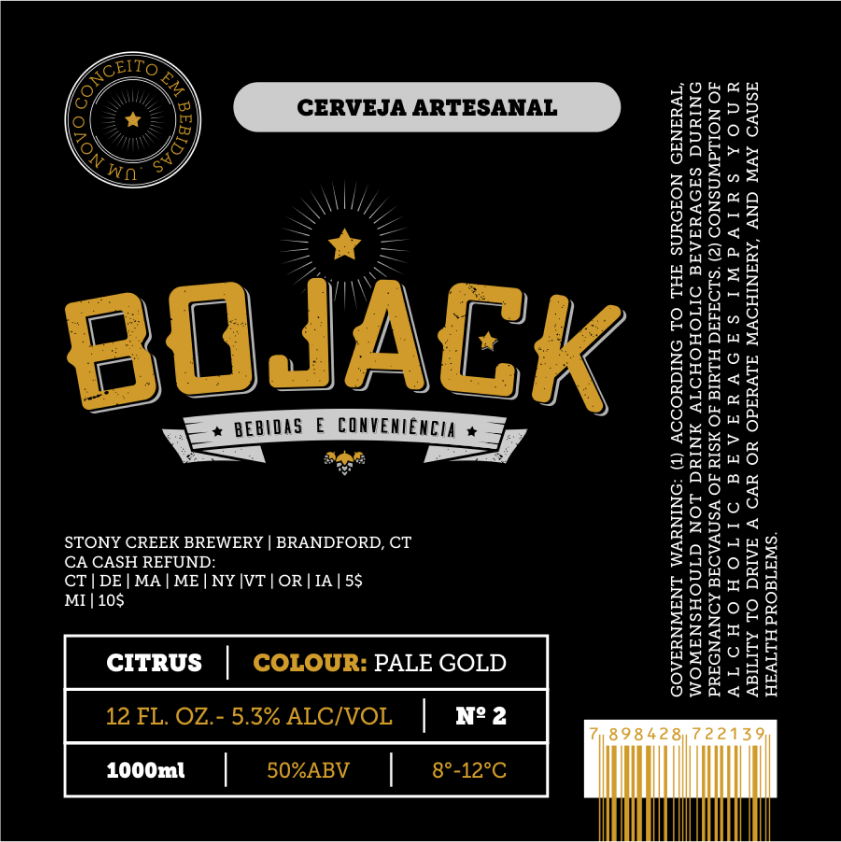 UM NOVO CONCEITO EM BEBIDAS .
CERVEJA ARTESANAL
BOJACK
BEBIDAS E CONVENIÊNCIA
STONY CREEK BREWERY | BRANDFORD, CT
CA CASH REFUND:
CT | DE | MA | ME | NY |VT | OR | IA | 5$
MI | 10$
CITRUS | COLOUR: PALE GOLD
12 FL. OZ.- 5.3% ALC/VOL | Nº 2
1000ml | 50%ABV | 8°-12°C
GOVERNMENT WARNING: (1) ACCORDING TO THE SURGEON GENERAL,
WOMENSHOULD NOT DRINK ALCHOHOLIC BEVERAGES DURING
PREGNANCY BECVAUSA OF RISK OF BIRTH DEFECTS. (2) CONSUMPTION OF
ALCHOHOLIC BEVERAGES IMPAIRS YOUR
ABILITY TO DRIVE A CAR OR OPERATE MACHINERY, AND MAY CAUSE
HEALTH PROBLEMS.
7 898428 722139